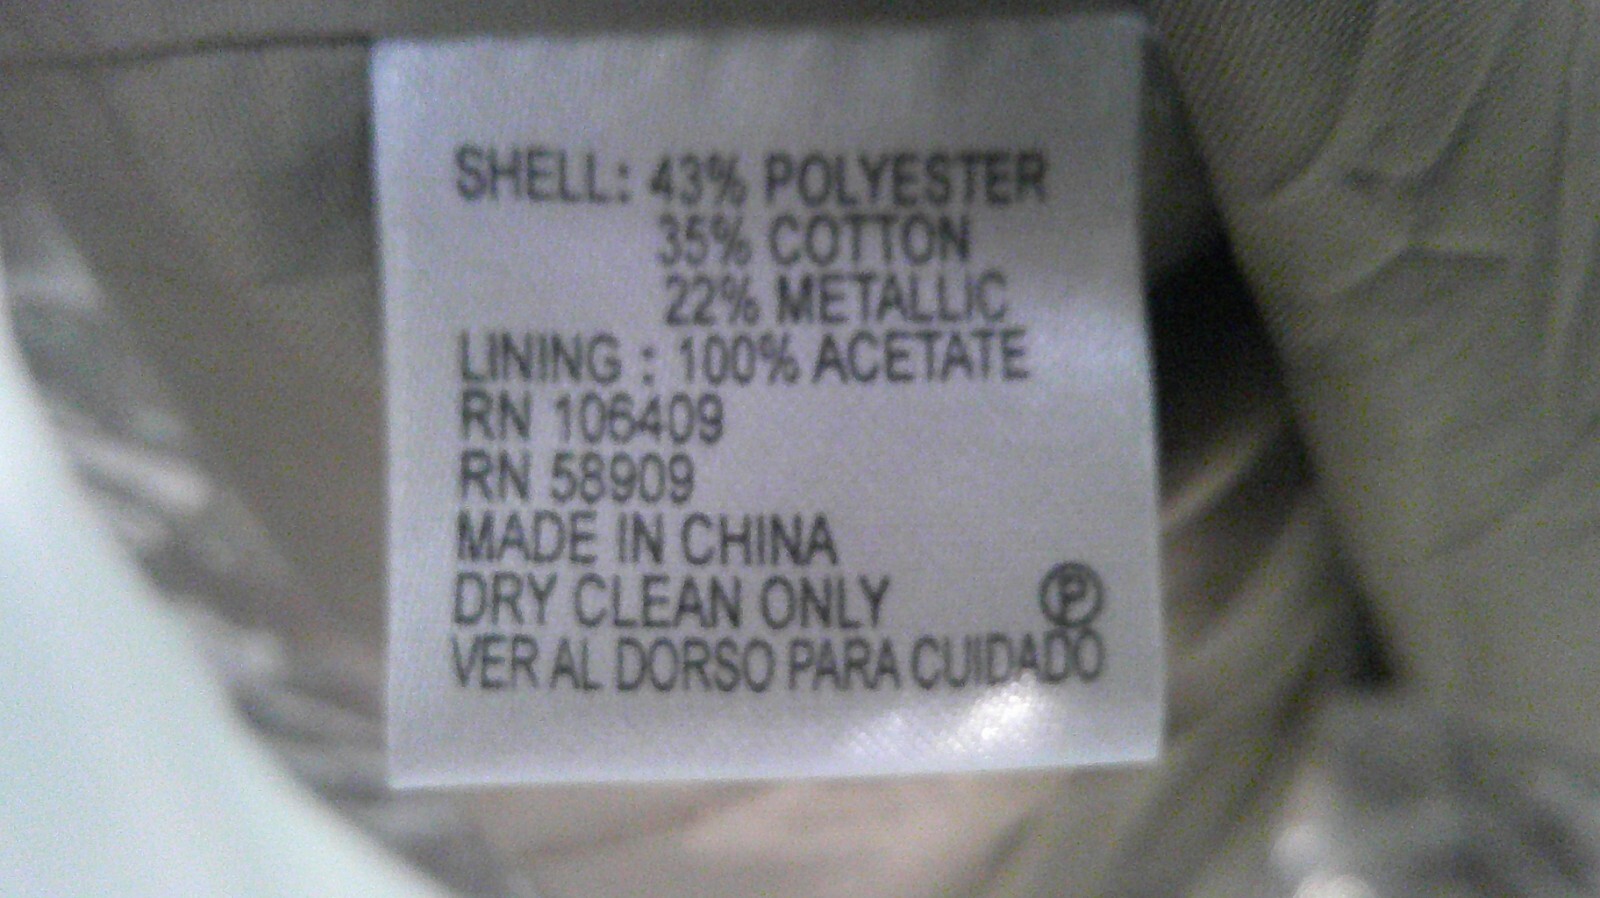 SHELL: 43% POLYESTER
35% COTTON
22% METALLIC
LINING : 100% ACETATE
RN 106409
RN 58909
MADE IN CHINA
DRY CLEAN ONLY Ⓟ
VER AL DORSO PARA CUIDADO